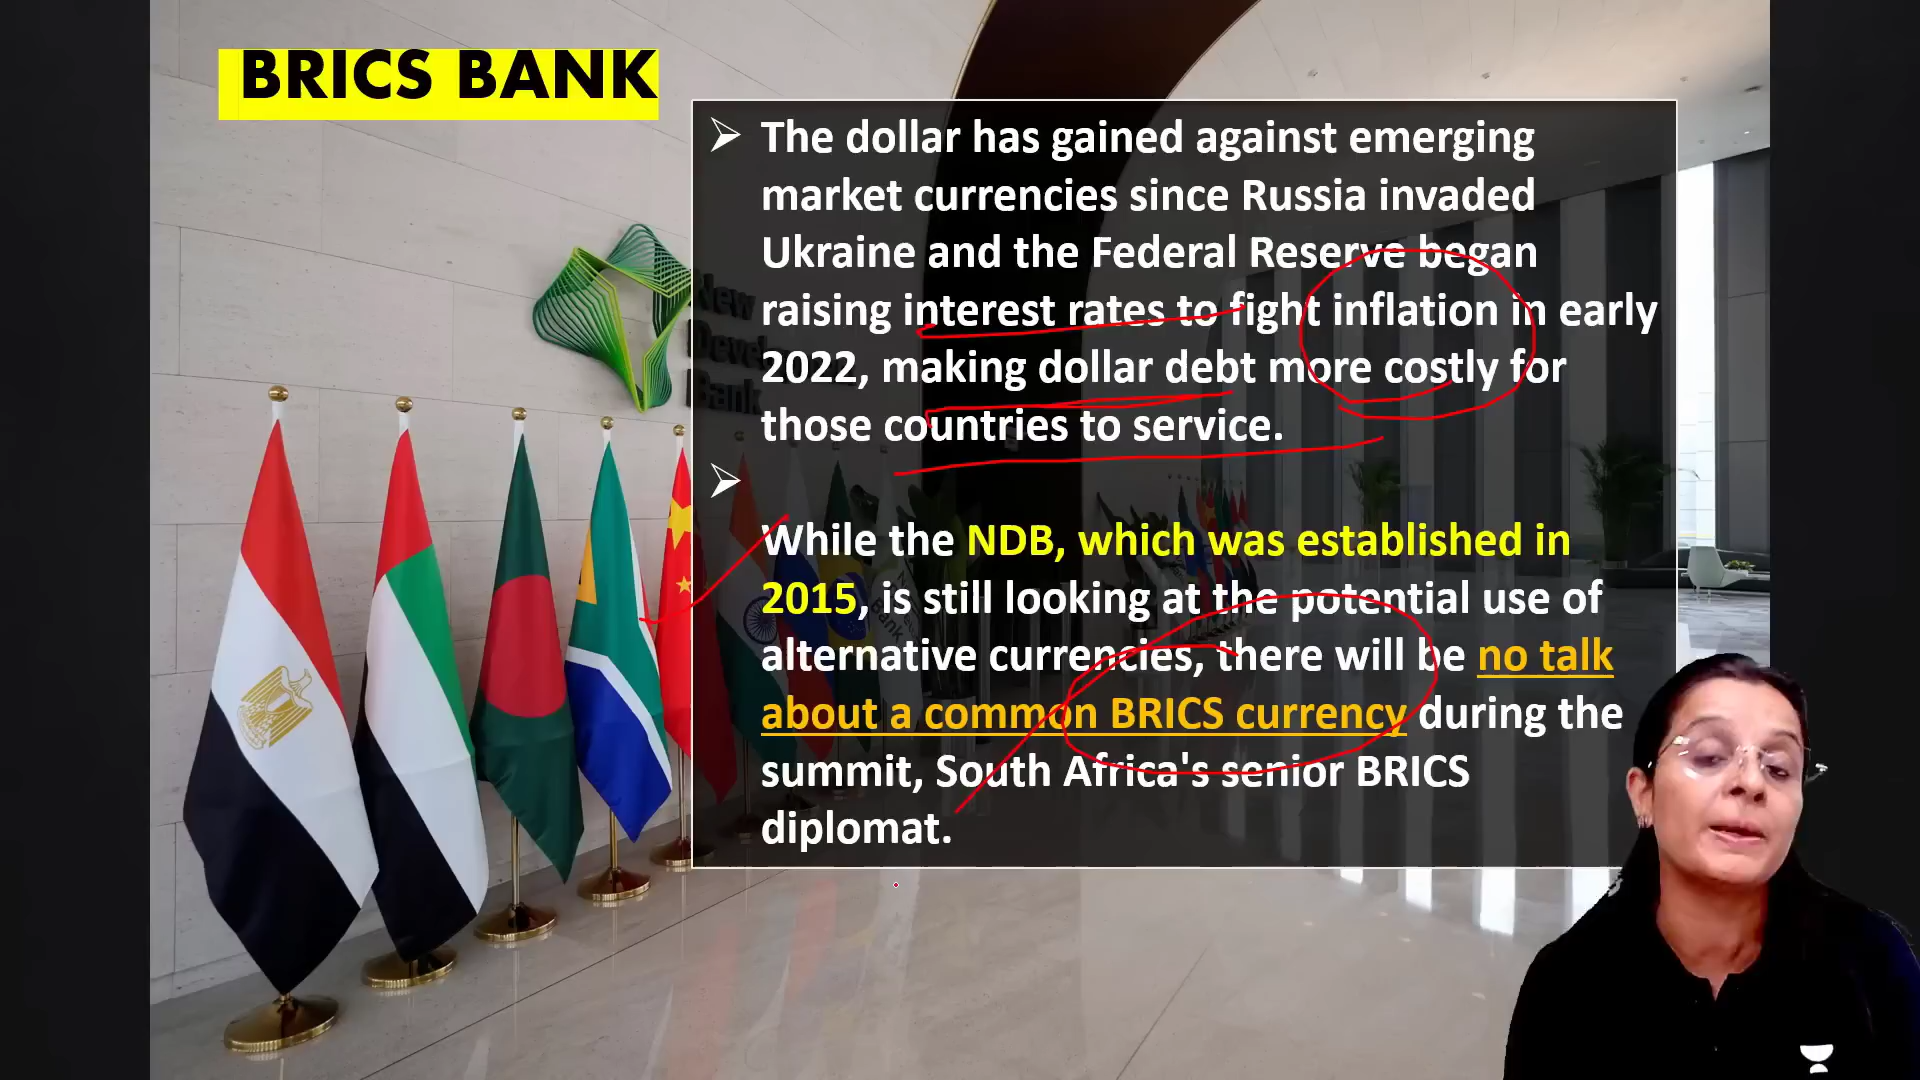 BRICS BANK
The dollar has gained against emerging
market currencies since Russia invaded
Ukraine and the Federal Reserve began
raising interest rates to fight inflation in early
2022, making dollar debt more costly for
those countries to service.
While the NDB, which was established in
2015, is still looking at the potential use of
alternative currencies, there will be no talk
about a common BRICS currency during the
summit, South Africa's senior BRICS
diplomat.
New
Devel
Bank